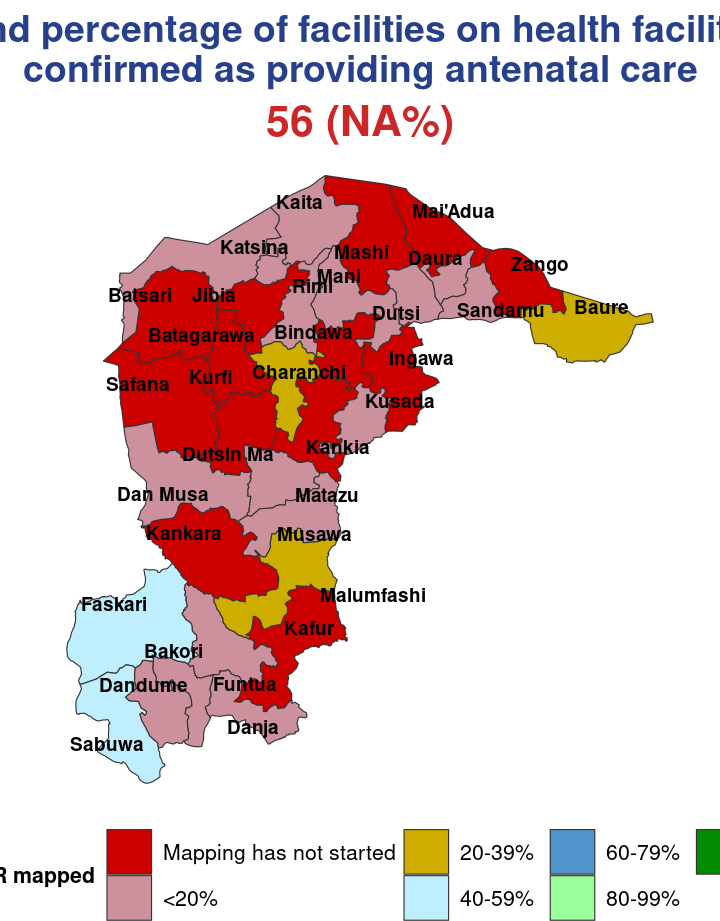 nd percentage of facilities on health facilit
confirmed as providing antenatal care
56 (NA%)
Kaita
Mai'Adua
Katsina
Mashi
Daura
Zango
Mani
Rimi
Batsari
Jibia
Baure
Sandamu
Dutsi
Batagarawa
Bindawa
Ingawa
Charanchi
Kurfi
Safana
Kusada
Kankia
Dutsin Ma
Dan Musa
Matazu
Kankara
Musawa
Malumfashi
Faskari
Kafur
Bakori
Dandume
Funtua
Danja
Sabuwa
R mapped
Mapping has not started
20-39%
60-79%
<20%
40-59%
80-99%